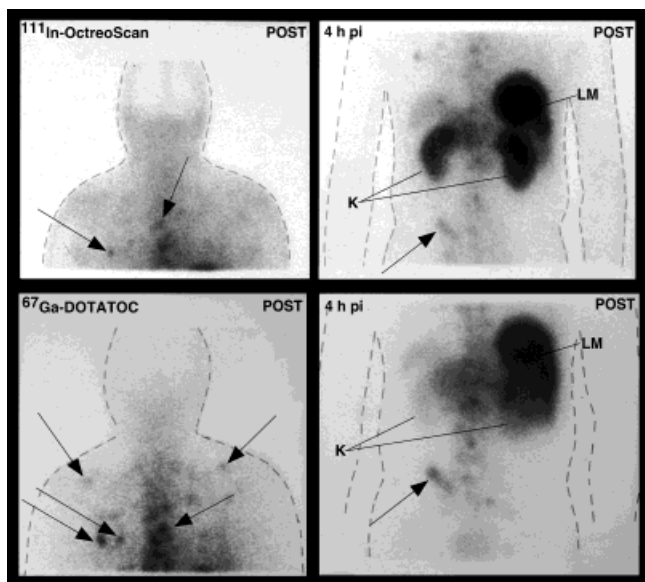 ¹¹¹In-OctreoScan POST
4 h pi POST
LM
K
⁶⁷Ga-DOTATOC POST
4 h pi POST
LM
K